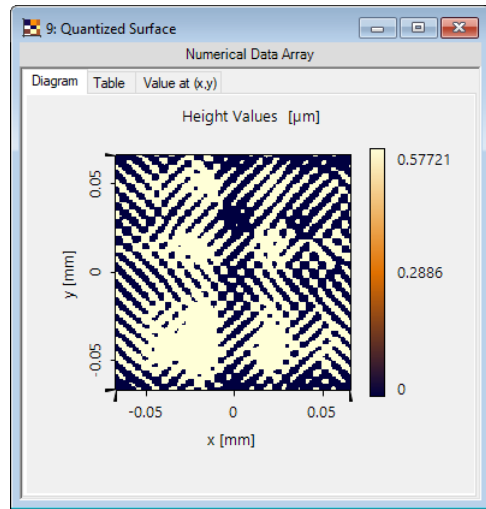 9: Quantized Surface
Numerical Data Array
Diagram Table Value at (x,y)
Height Values [µm]
0.57721
0.2886
0
y [mm]
0.05
0
-0.05
-0.05 0 0.05
x [mm]